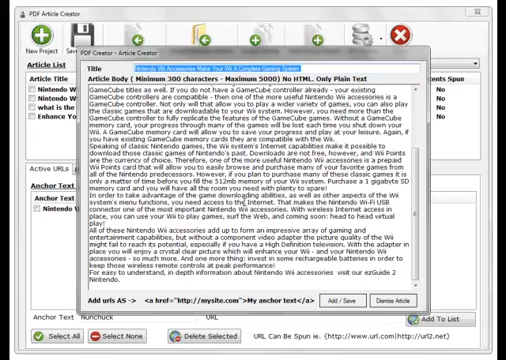 PDF Article Creator
New Project
Article List
Article Title
Nintendo W
Nintendo W
what is the
Enhance Yo
nts Spun
No
No
No
No
Active URLs
Anchor Text
Nintendo W
PDF Creator - Article Creator
Title
Nintendo Wii Accessories Make Your Wii A Complete Gaming System
Article Body ( Minimum 300 characters - Maximum 5000) No HTML. Only Plain Text
GameCube titles as well. If you do not have a GameCube controller already - your existing
GameCube controllers are compatible - then one of the more useful Nintendo Wii accessories is a
GameCube controller. Not only will that allow you to play a wider variety of games, you can also play
the classic games that are downloadable to your Wii system. However, you need more than the
GameCube controller to fully replicate the features of the GameCube games. Without a GameCube
memory card, your progress through many of the games will be lost each time you shut down your
Wii. A GameCube memory card will allow you to save your progress and play at your leisure. Again, if
you have existing GameCube memory cards they are compatible with the Wii.
Speaking of classic Nintendo games, the Wii system's Internet capabilities make it possible to
download those classic games of Nintendo's past. Downloads are not free, however, and Wii Points
are the currency of choice. Therefore, one of the more useful Nintendo Wii accessories is a prepaid
Wii Points card that will allow you to easily browse and purchase many of your favorite games from
all of the Nintendo predecessors. However, if you plan to purchase many of these classic games it is
only a matter of time before you fill the 512mb memory of your Wii system. Purchase a 1 gigabyte SD
memory card and you will have all the room you need with plenty to spare!
In order to take advantage of the game downloading abilities, as well as other aspects of the Wii
system's menu functions, you need access to the Internet. That makes the Nintendo Wi-Fi USB
connector one of the most important Nintendo Wii accessories. With wireless Internet access in
place, you can use your Wii to play games, surf the Web, and coming soon: head to head virtual
play!
All of these Nintendo Wii accessories add up to form an impressive array of gaming and
entertainment capabilities, but without a component video adapter the picture quality of the Wii
might fail to reach its potential, especially if you have a High Definition television. With the adapter in
place you will enjoy a crystal clear picture which will enhance your Wii - and your Nintendo Wii
accessories - so much more. And one more thing; invest in some rechargeable batteries in order to
keep those wireless remote controls at peak performance!
For easy to understand, in depth information about Nintendo Wii accessories visit our ezGuide 2
Nintendo.
Add urls AS -> <a href="http://mysite.com">My anchor text</a>
Add / Save
Dismiss Article
Anchor Text
Nunchuck
URL
Add To List
Select All
Select None
Delete Selected
URL Can Be Spun ie. {http://www.url.com|http://url2.net}